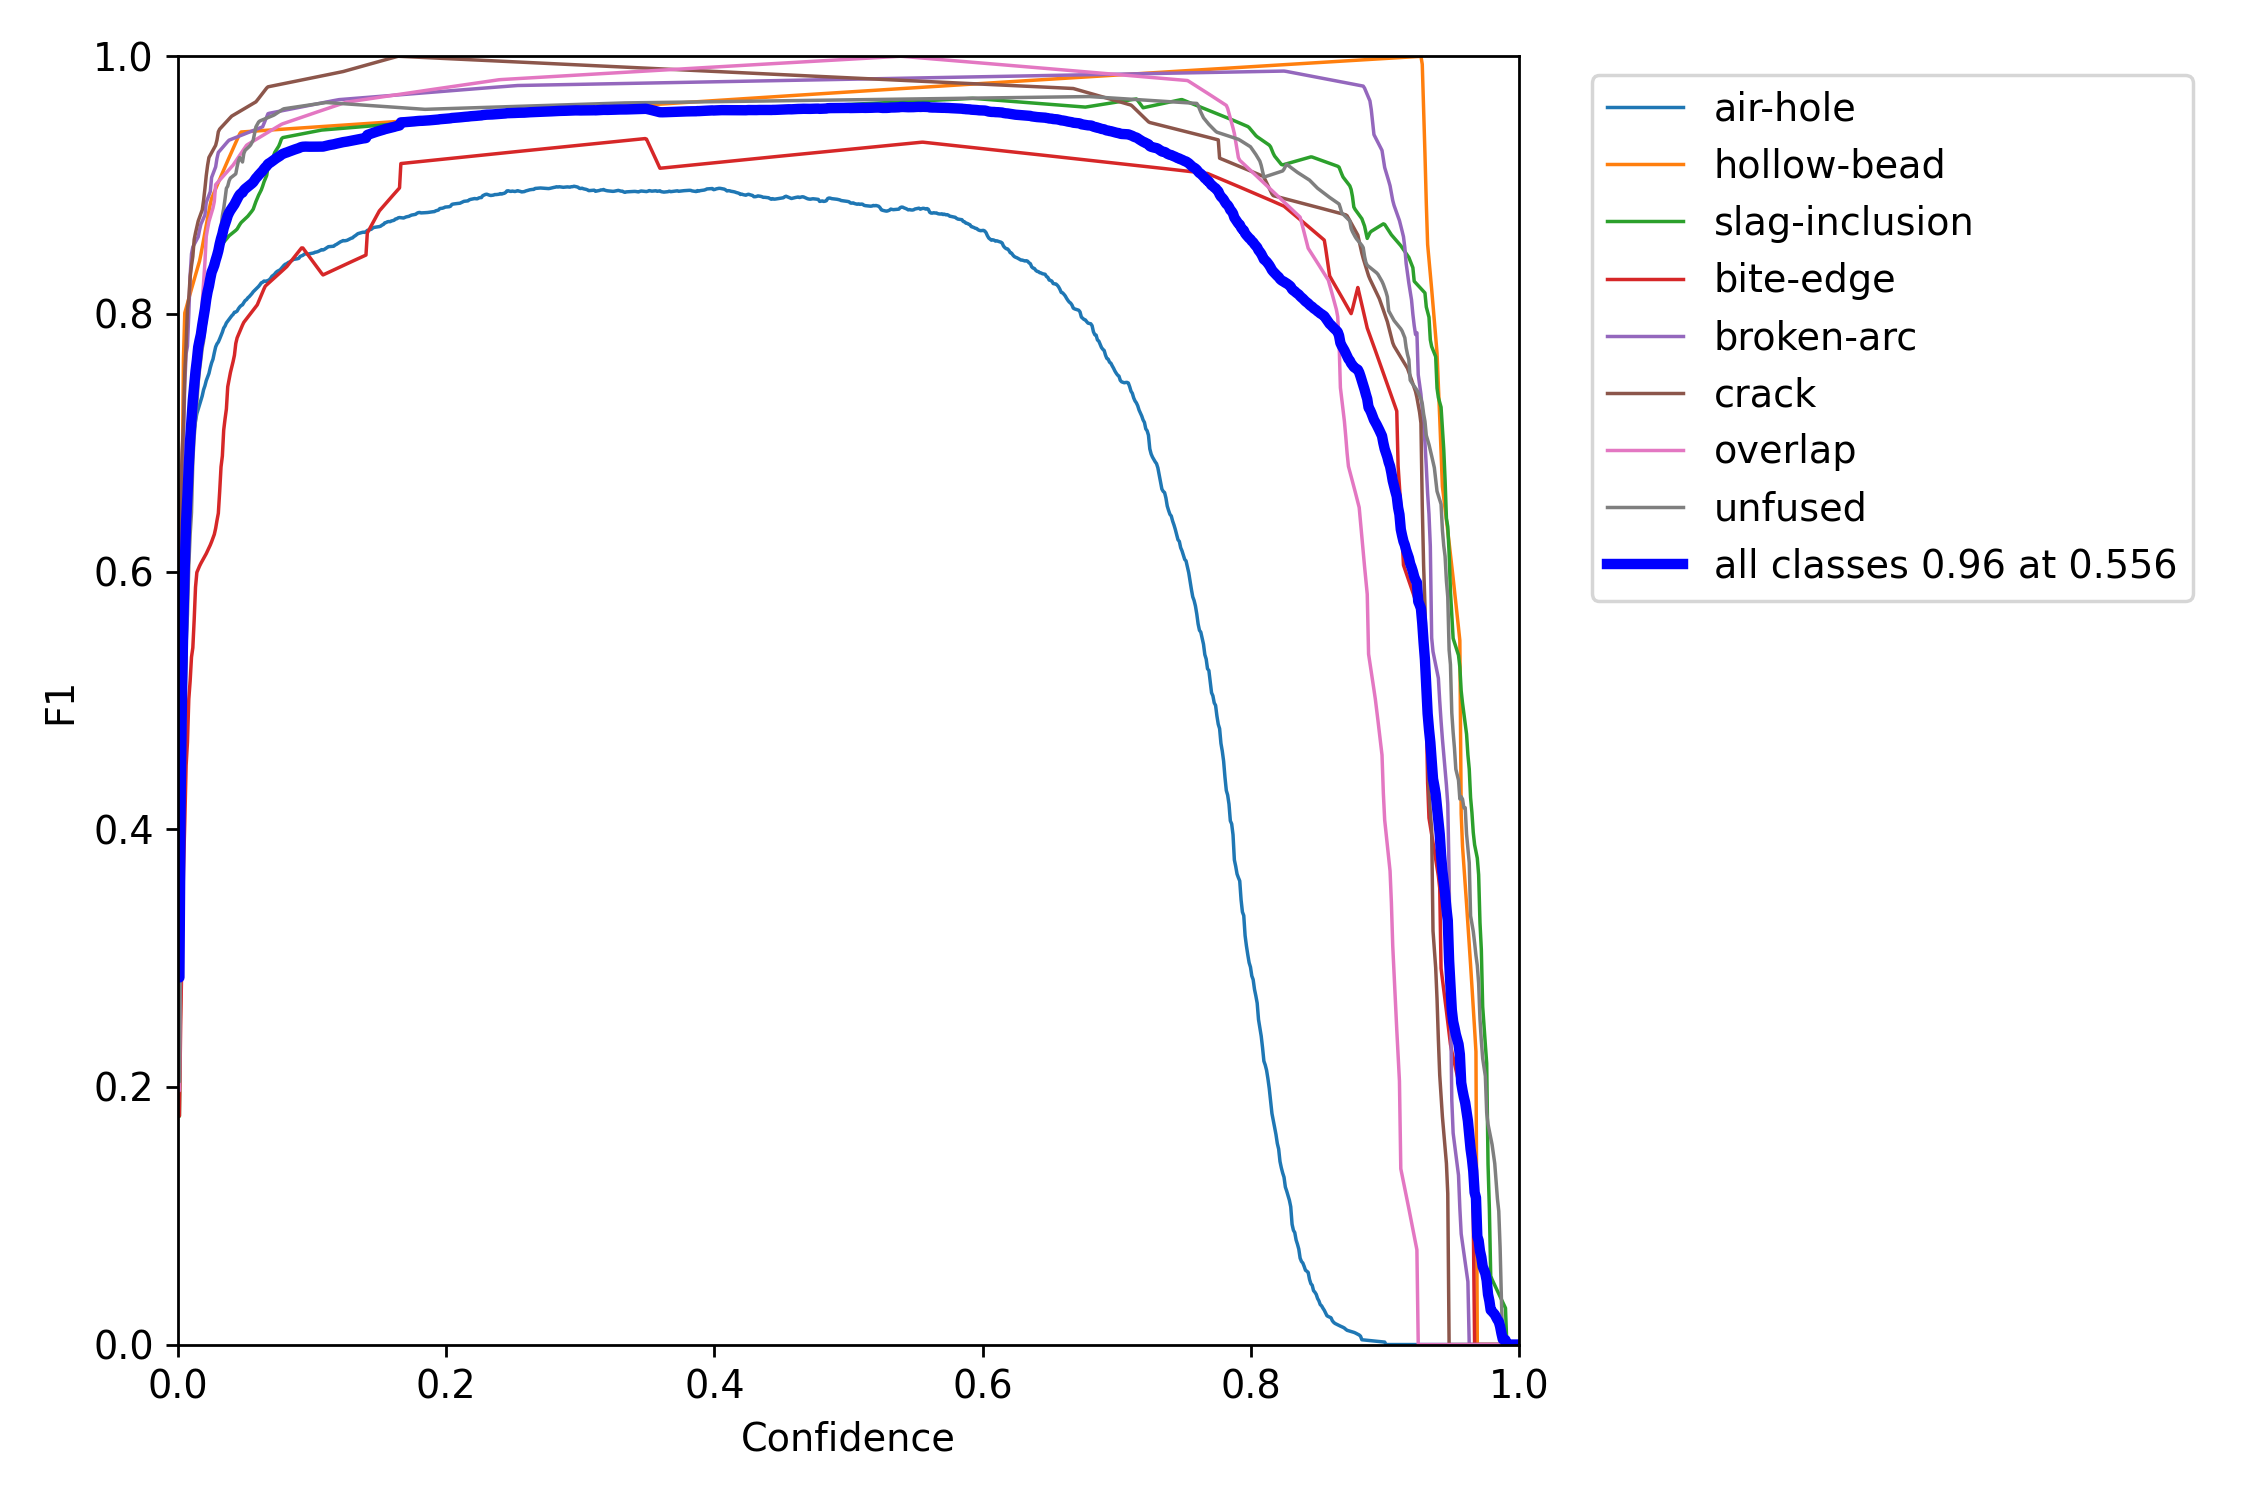 1.0
0.8
0.6
0.4
0.2
0.0
0.0 0.2 0.4 0.6 0.8 1.0
F1
Confidence
air-hole
hollow-bead
slag-inclusion
bite-edge
broken-arc
crack
overlap
unfused
all classes 0.96 at 0.556